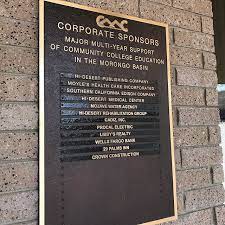 CORPORATE SPONSORS
MAJOR MULTI-YEAR SUPPORT
OF COMMUNITY COLLEGE EDUCATION
IN THE MORONGO BASIN
HI-DESERT PUBLISHING COMPANY
MOYLE'S HEALTH CARE INCORPORATED
SOUTHERN CALIFORNIA EDISON COMPANY
HI-DESERT MEDICAL CENTER
MOJAVE WATER AGENCY
HI-DESERT REHABILITATION GROUP
CADIZ, INC.
PROCAL ELECTRIC
LIBBY'S REALTY
WELLS FARGO BANK
29 PALMS INN
CROWN CONSTRUCTION